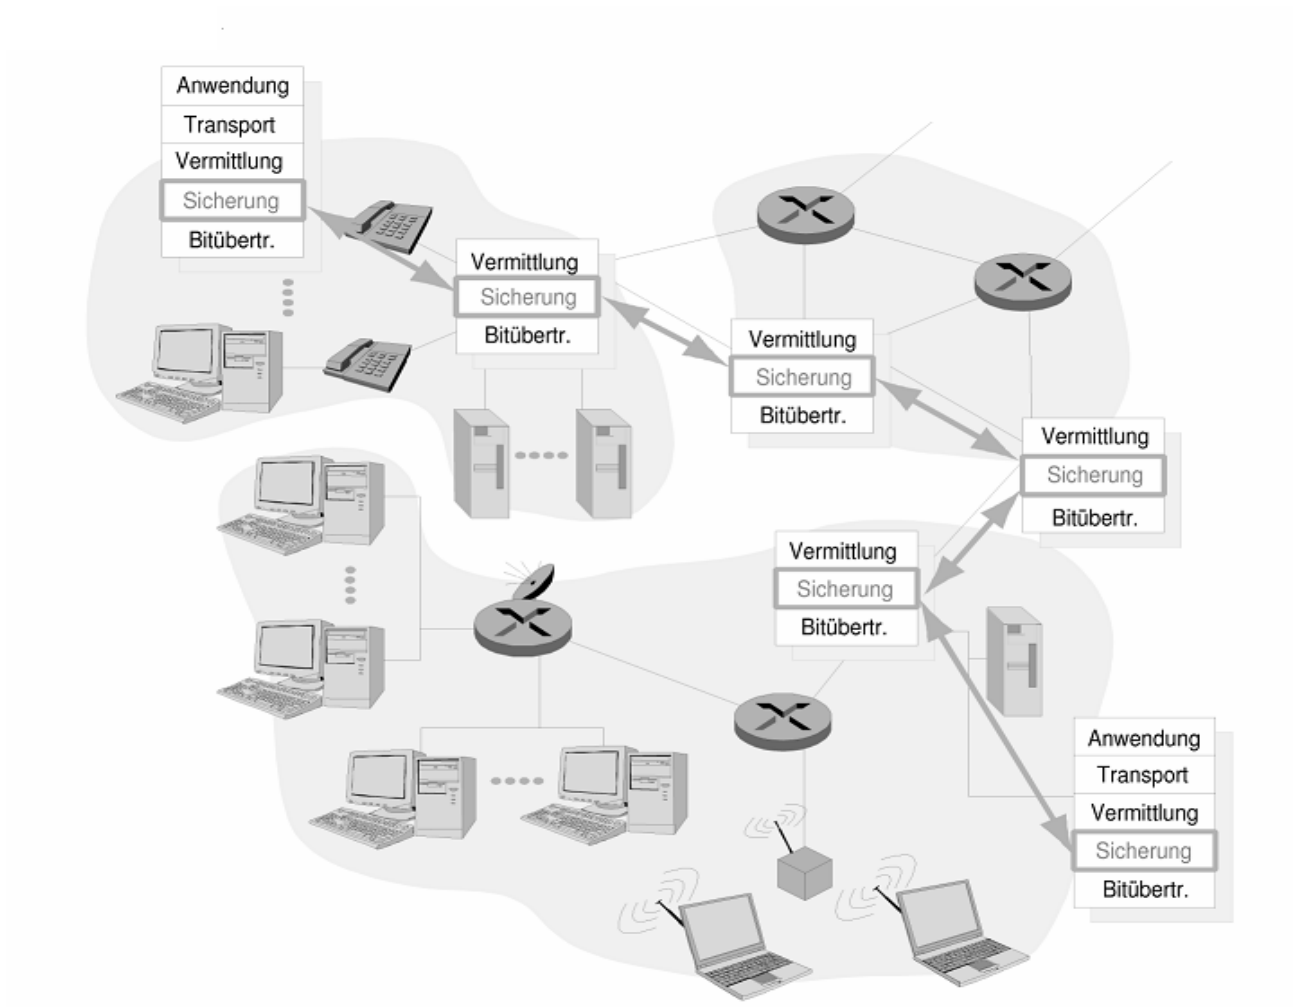 Anwendung
Transport
Vermittlung
Sicherung
Bitübertr.
Vermittlung
Sicherung
Bitübertr.
Vermittlung
Sicherung
Bitübertr.
Vermittlung
Sicherung
Bitübertr.
Vermittlung
Sicherung
Bitübertr.
Anwendung
Transport
Vermittlung
Sicherung
Bitübertr.